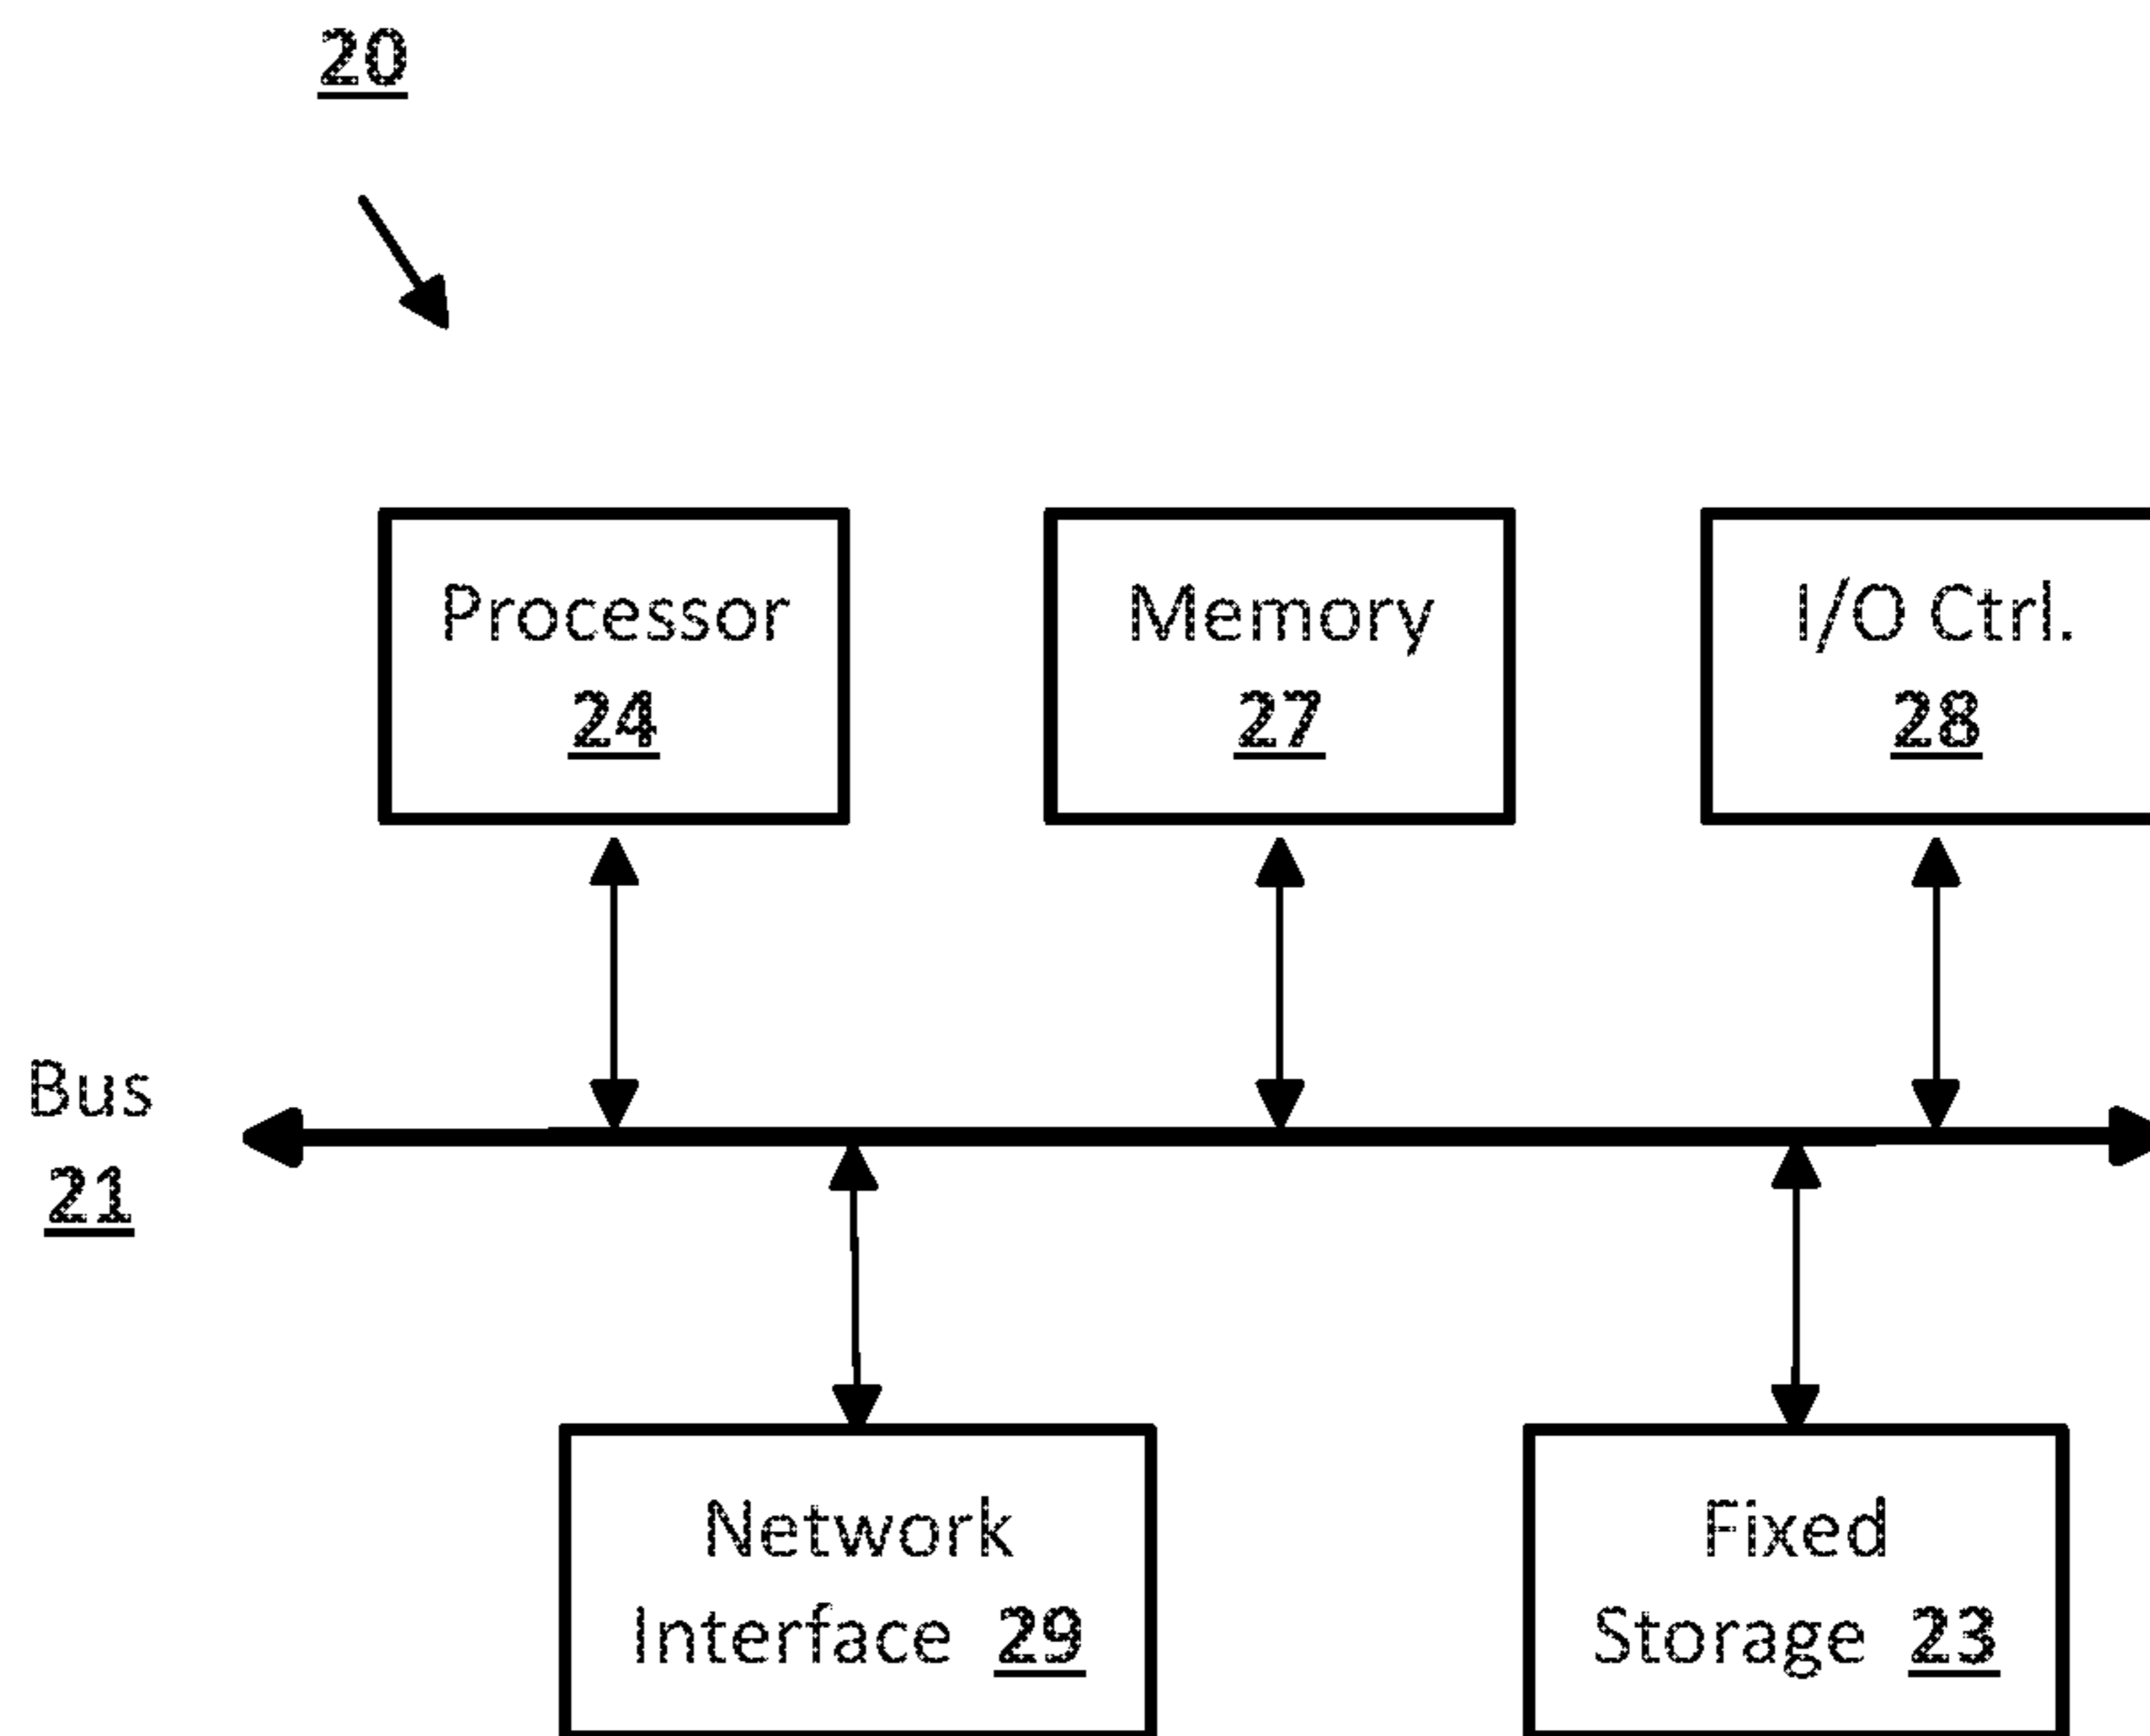 20
Processor
24
Memory
27
I/O Ctrl.
28
Bus
21
Network
Interface 29
Fixed
Storage 23